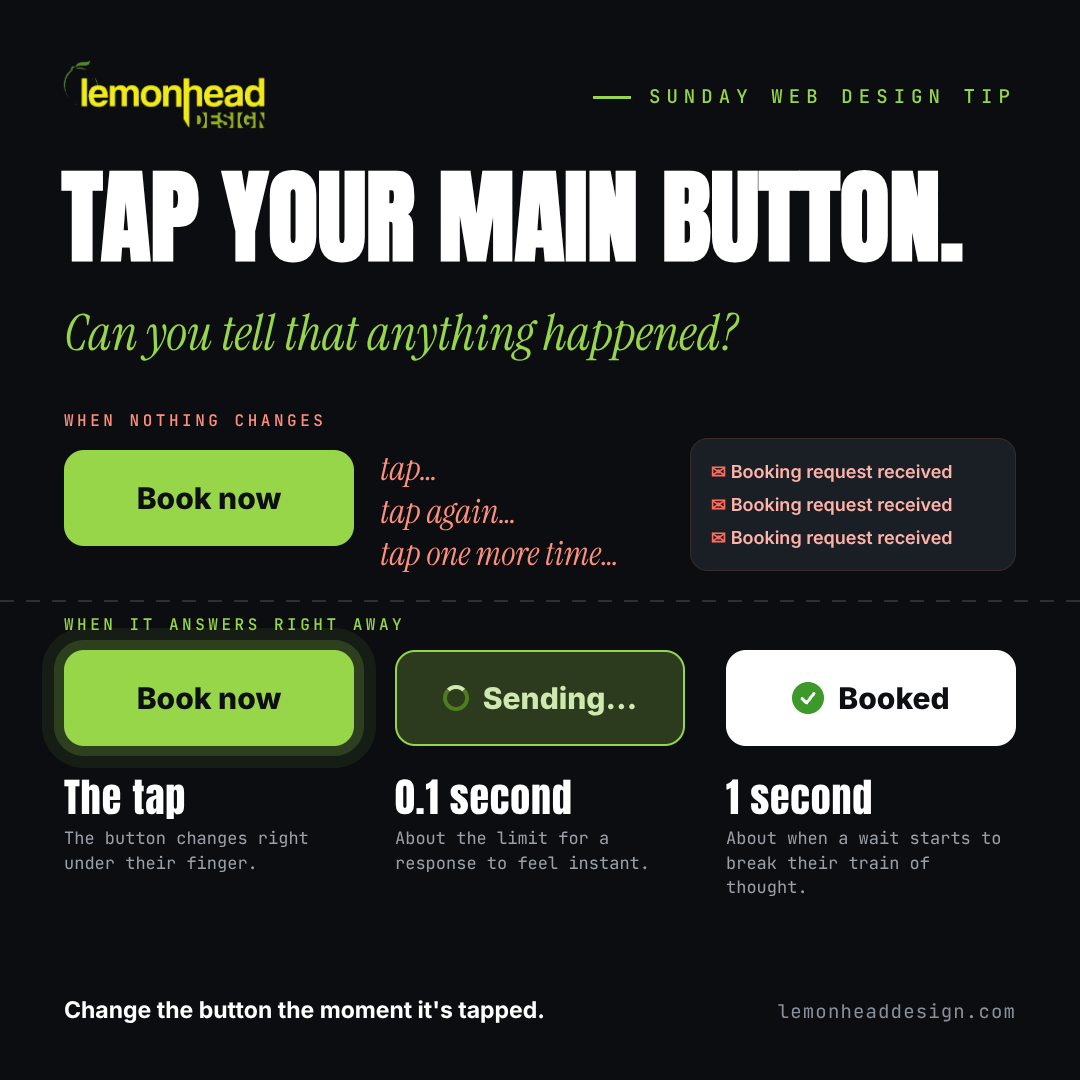 lemonhead
DESIGN
SUNDAY WEB DESIGN TIP
TAP YOUR MAIN BUTTON.
Can you tell that anything happened?
WHEN NOTHING CHANGES
Book now
tap...
tap again...
tap one more time...
✉ Booking request received
✉ Booking request received
✉ Booking request received
WHEN IT ANSWERS RIGHT AWAY
Book now
Sending...
Booked
The tap
The button changes right
under their finger.
0.1 second
About the limit for a
response to feel instant.
1 second
About when a wait starts to
break their train of
thought.
Change the button the moment it's tapped.
lemonheaddesign.com